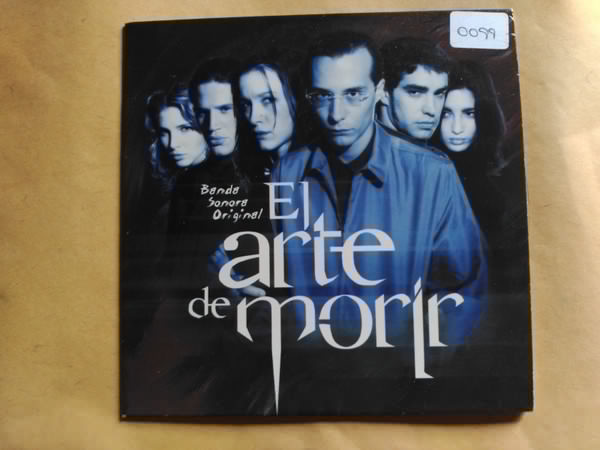 0099
Banda
Sonora
Original
El
arte
de morir